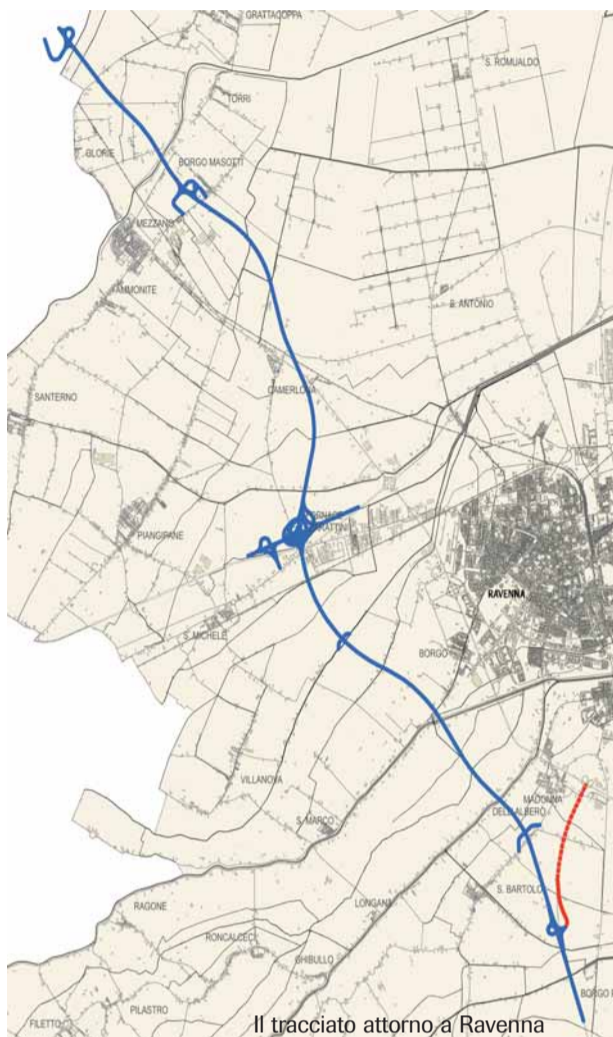 GRATTACOPPA
S. ROMUALDO
TORRI
GLORIE
BORGO MASOTTI
MEZZANO
AMMONITE
S. ANTONIO
CAMERLONA
SANTERNO
PIANGIPANE
RAVENNA
S. MICHELE
BORGO
VILLANOVA
MADONNA
DELL'ALBERO
S. MARCO
S. BARTOLO
LONGANA
RAGONE
RONCALCECI
GHIBULLO
PILASTRO
FILETTO
Il tracciato attorno a Ravenna